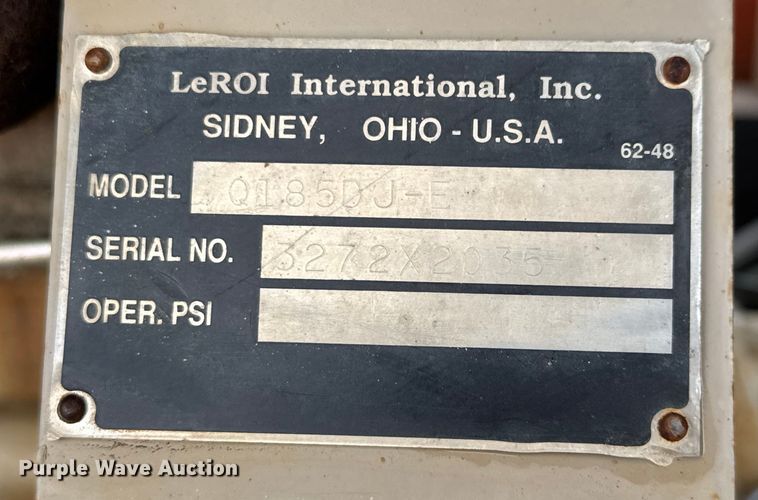 LeROI International, Inc.
SIDNEY, OHIO - U.S.A.
62-48
MODEL Q185DJ-E
SERIAL NO. 3272X2035
OPER. PSI
Purple Wave Auction